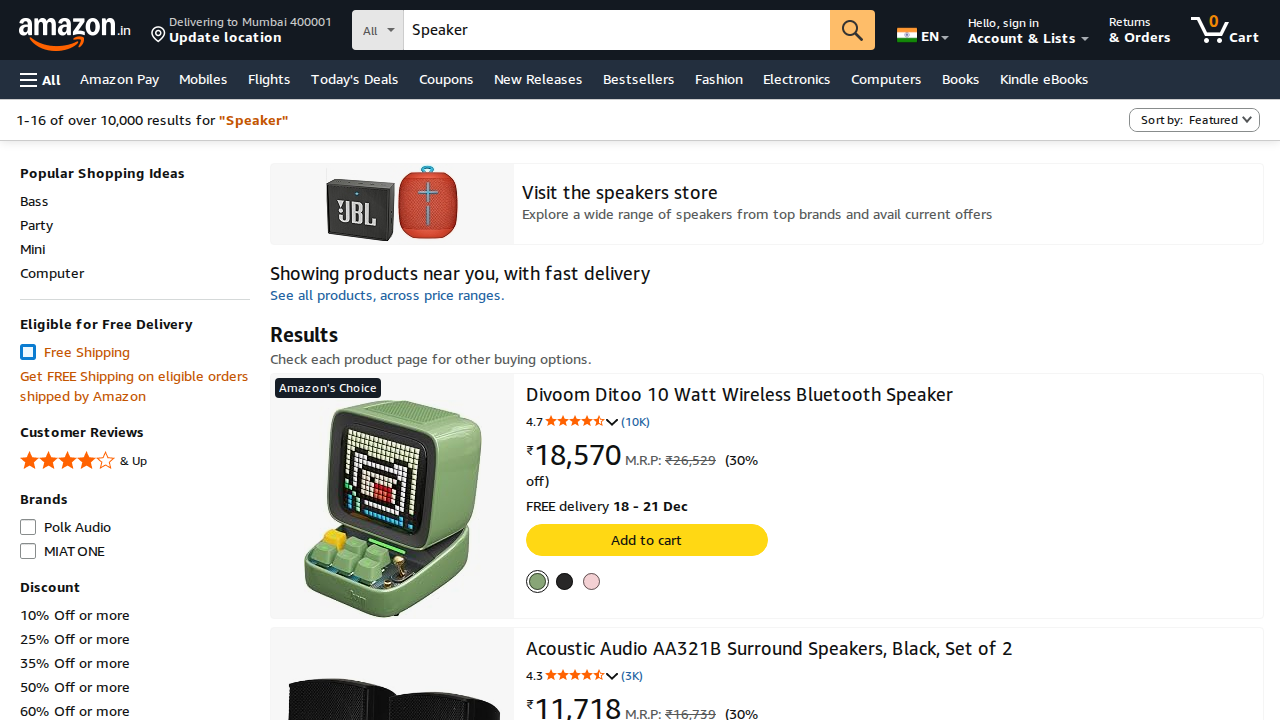 amazon.in
Delivering to Mumbai 400001
Update location
All
Speaker
EN
Hello, sign in
Account & Lists
Returns
& Orders
0
Cart
All
Amazon Pay
Mobiles
Flights
Today's Deals
Coupons
New Releases
Bestsellers
Fashion
Electronics
Computers
Books
Kindle eBooks
1-16 of over 10,000 results for "Speaker"
Sort by: Featured
Popular Shopping Ideas
Bass
Party
Mini
Computer
Eligible for Free Delivery
Free Shipping
Get FREE Shipping on eligible orders
shipped by Amazon
Customer Reviews
& Up
Brands
Polk Audio
MIATONE
Discount
10% Off or more
25% Off or more
35% Off or more
50% Off or more
60% Off or more
JBL
Visit the speakers store
Explore a wide range of speakers from top brands and avail current offers
Showing products near you, with fast delivery
See all products, across price ranges.
Results
Check each product page for other buying options.
Amazon's Choice
Divoom Ditoo 10 Watt Wireless Bluetooth Speaker
4.7 (10K)
₹18,570 M.R.P: ₹26,529 (30%
off)
FREE delivery 18 - 21 Dec
Add to cart
Acoustic Audio AA321B Surround Speakers, Black, Set of 2
4.3 (3K)
₹11,718 M.R.P: ₹16,739 (30%